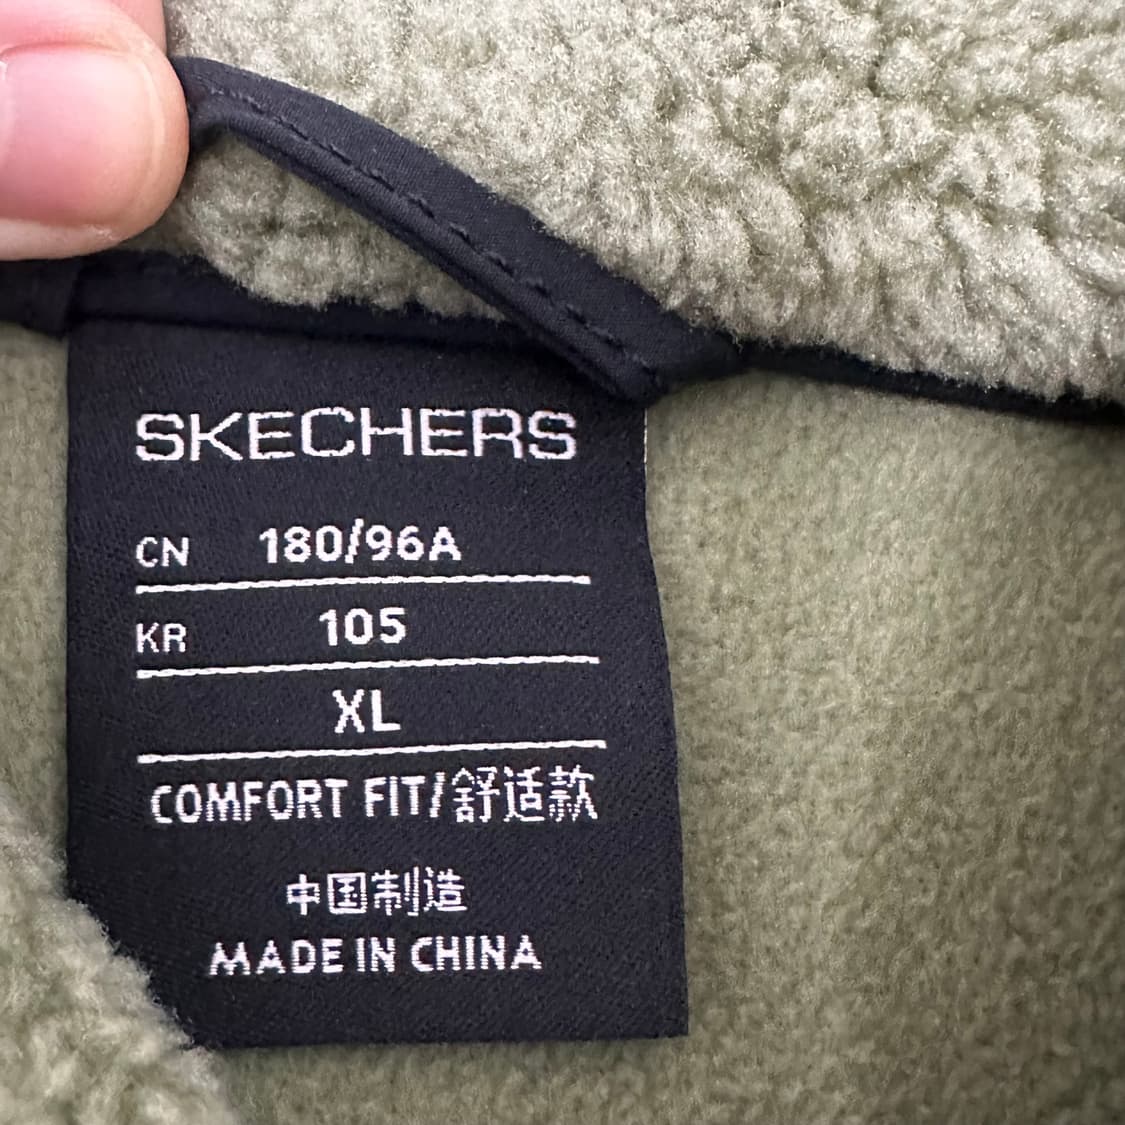 SKECHERS
CN 180/96A
KR 105
XL
COMFORT FIT/舒适款
中国制造
MADE IN CHINA